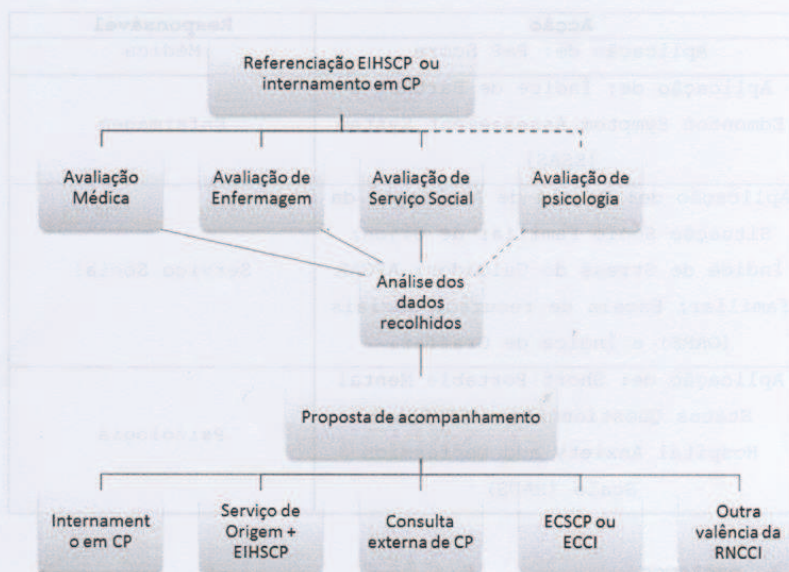 Referenciação EIHSCP ou
internamento em CP
Avaliação
Médica
Avaliação de
Enfermagem
Avaliação de
Serviço Social
Avaliação de
psicologia
Análise dos
dados
recolhidos
Proposta de acompanhamento
Internament
o em CP
Serviço de
Origem +
EIHSCP
Consulta
externa de CP
ECSCP ou
ECCI
Outra
valência da
RNCCI